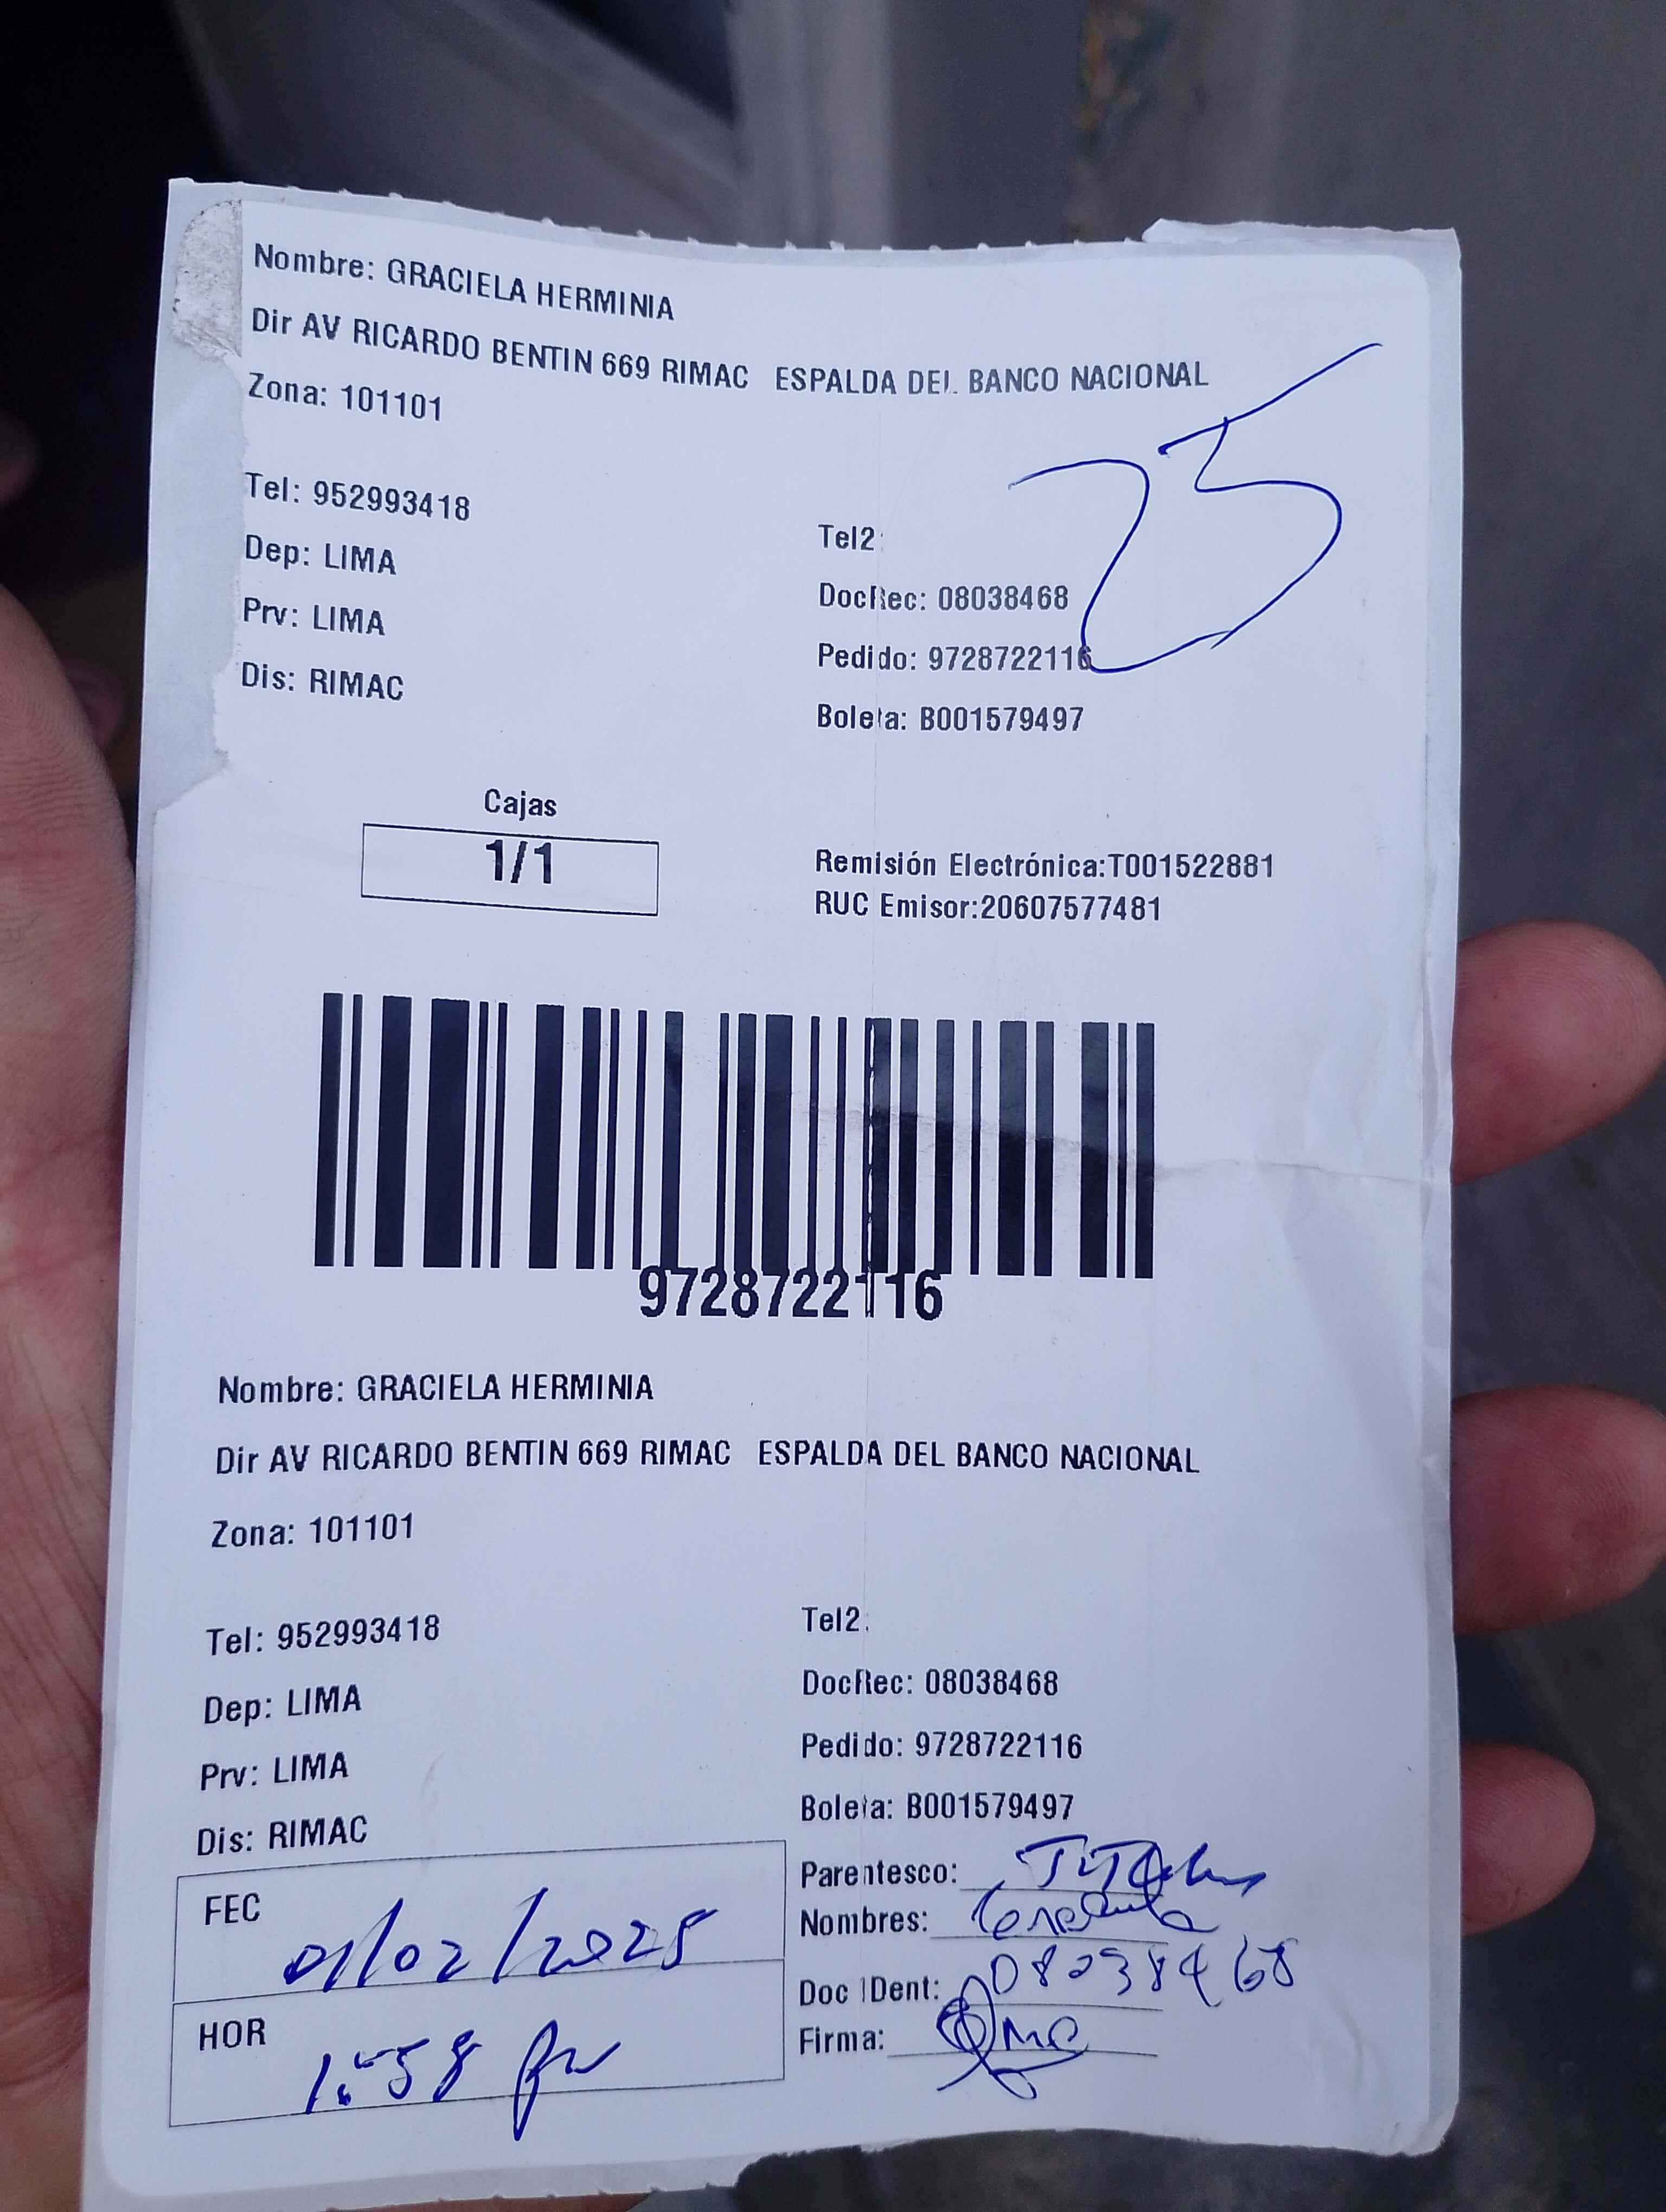 Nombre: GRACIELA HERMINIA
Dir AV RICARDO BENTIN 669 RIMAC ESPALDA DEL BANCO NACIONAL
Zona: 101101
25
Tel: 952993418
Tel2:
Dep: LIMA
DocRec: 08038468
Prv: LIMA
Pedido: 9728722116
Dis: RIMAC
Boleta: B001579497
Cajas
1/1
Remisión Electrónica:T001522881
RUC Emisor:20607577481
9728722116
Nombre: GRACIELA HERMINIA
Dir AV RICARDO BENTIN 669 RIMAC ESPALDA DEL BANCO NACIONAL
Zona: 101101
Tel: 952993418
Tel2:
Dep: LIMA
DocRec: 08038468
Prv: LIMA
Pedido: 9728722116
Dis: RIMAC
Boleta: B001579497
FEC 01/02/2025
HOR 1:58 pm
Parentesco: Titular
Nombres: Graciela
Doc IDent: 08038468
Firma: